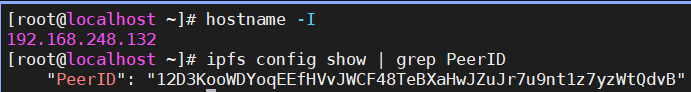 [root@localhost ~]# hostname -I
192.168.248.132
[root@localhost ~]# ipfs config show | grep PeerID
    "PeerID": "12D3KooWDYoqEEfHVvJWCF48TeBXaHwJZuJr7u9nt1z7yzWtQdvB"